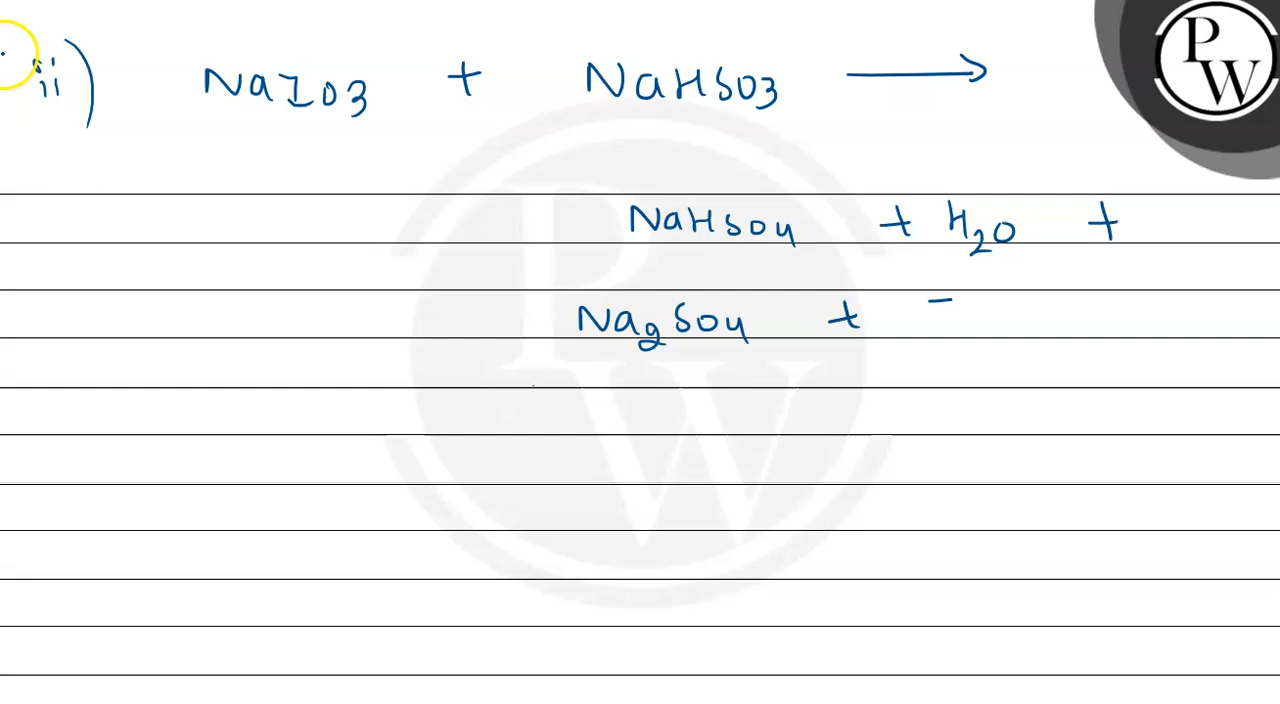 ii) NaIO3 + NaHSO3 ⟶
NaHSO4 + H2O +
Na2SO4 +
P
W